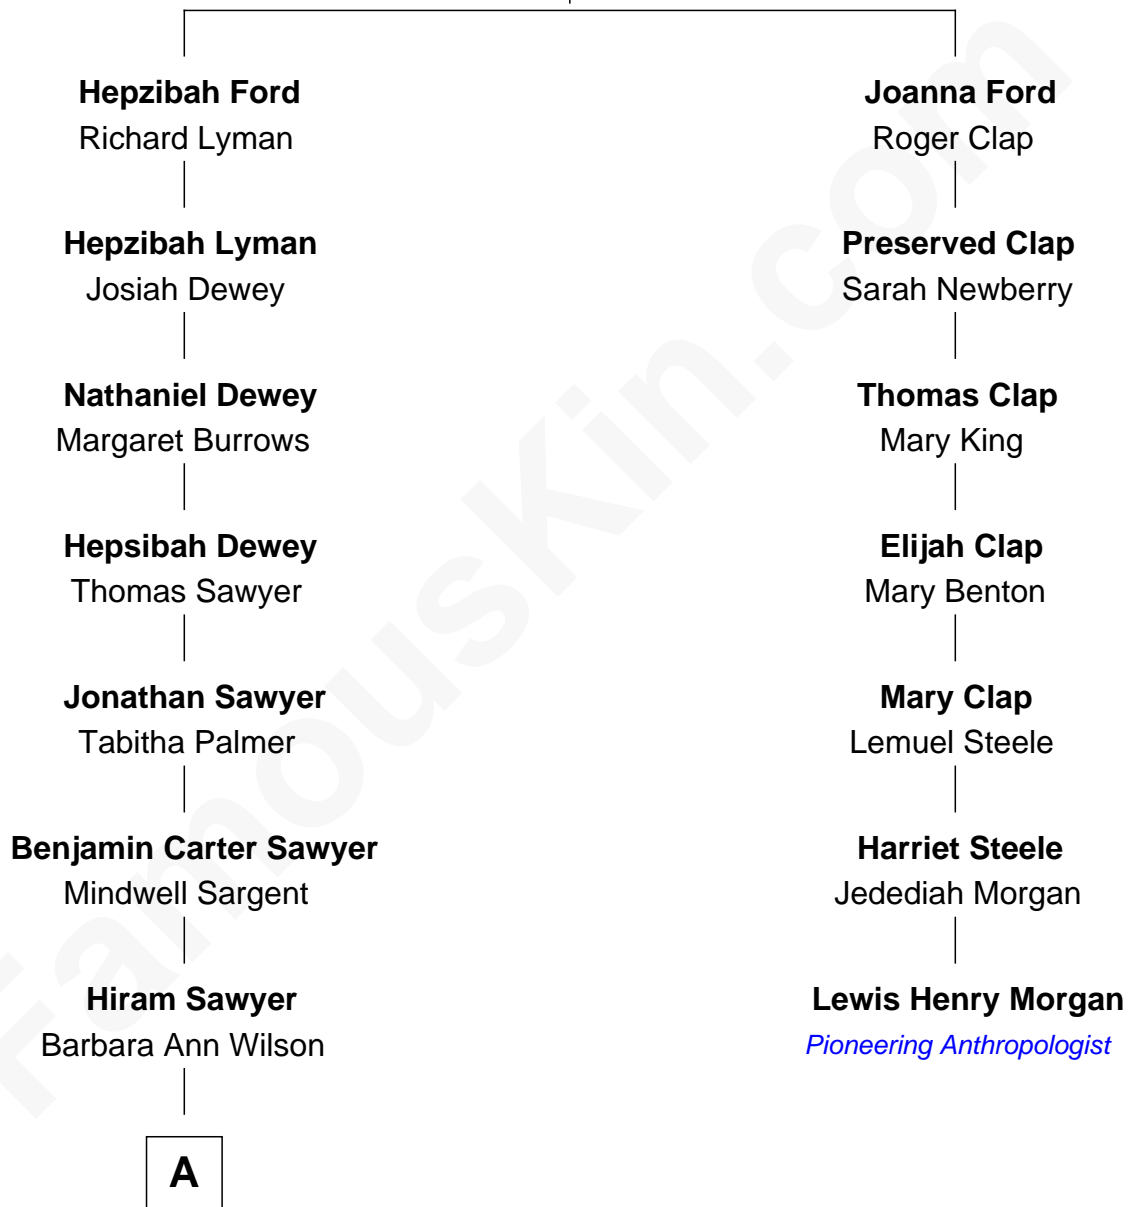 Hepzibah Ford
Richard Lyman
Hepzibah Lyman
Josiah Dewey
Nathaniel Dewey
Margaret Burrows
Hepsibah Dewey
Thomas Sawyer
Jonathan Sawyer
Tabitha Palmer
Benjamin Carter Sawyer
Mindwell Sargent
Hiram Sawyer
Barbara Ann Wilson
A
Joanna Ford
Roger Clap
Preserved Clap
Sarah Newberry
Thomas Clap
Mary King
Elijah Clap
Mary Benton
Mary Clap
Lemuel Steele
Harriet Steele
Jedediah Morgan
Lewis Henry Morgan
Pioneering Anthropologist
FamousKin.com